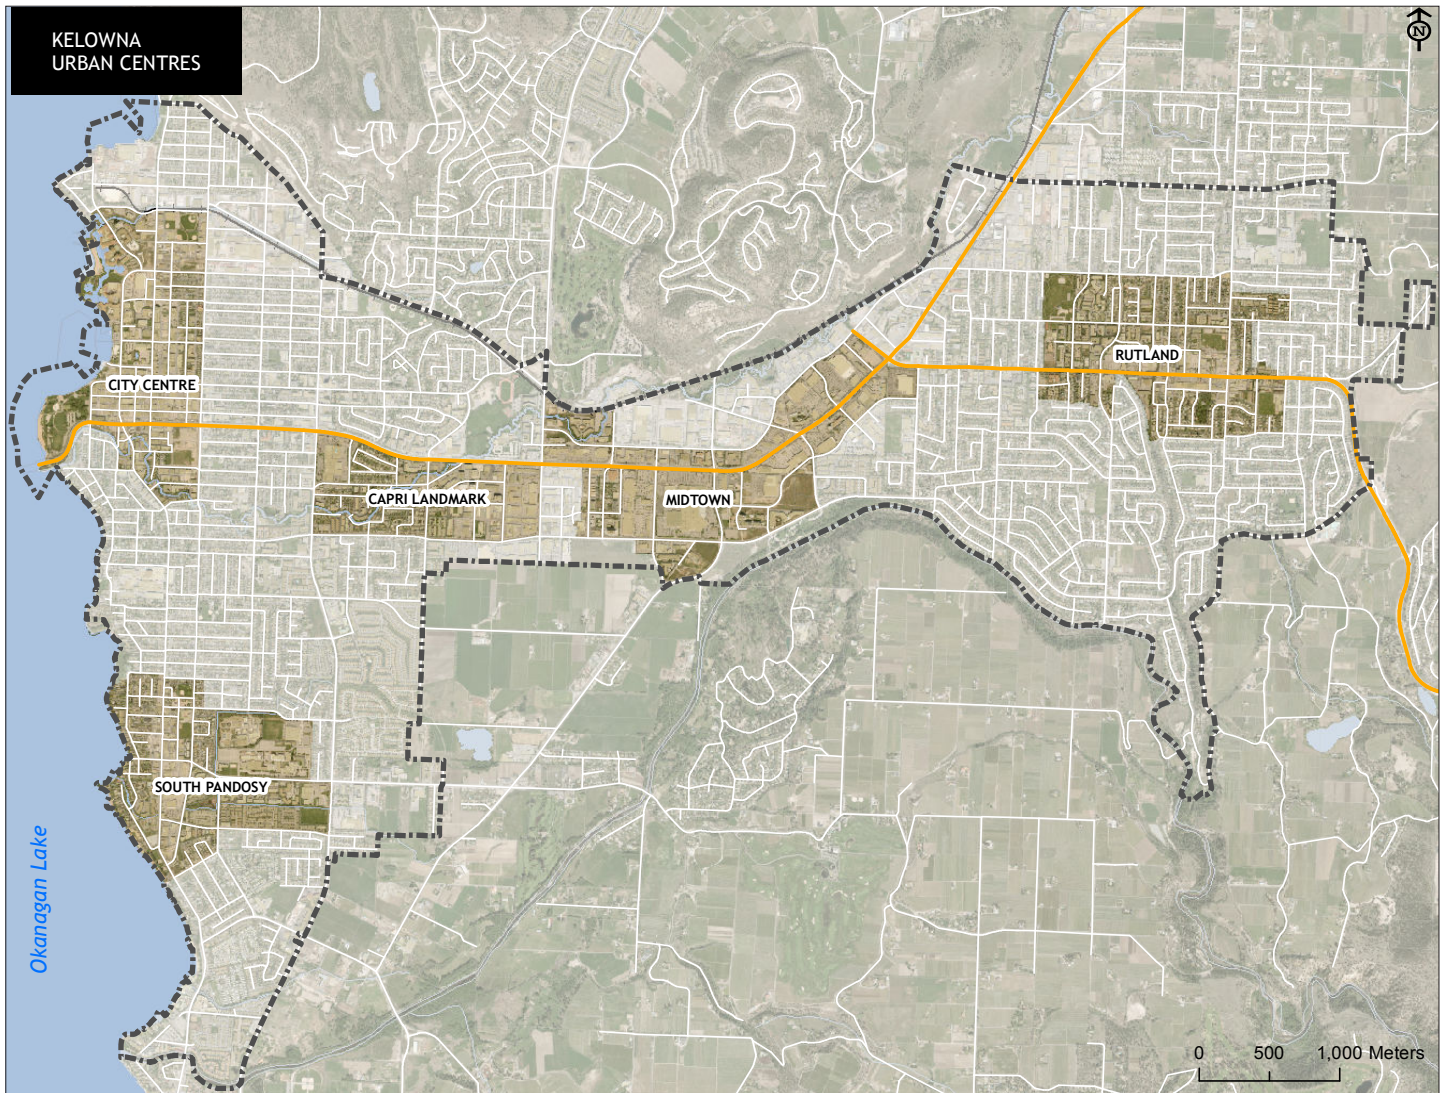 KELOWNA
URBAN CENTRES
N
CITY CENTRE
RUTLAND
CAPRI LANDMARK
MIDTOWN
SOUTH PANDOSY
Okanagan Lake
0 500 1,000 Meters